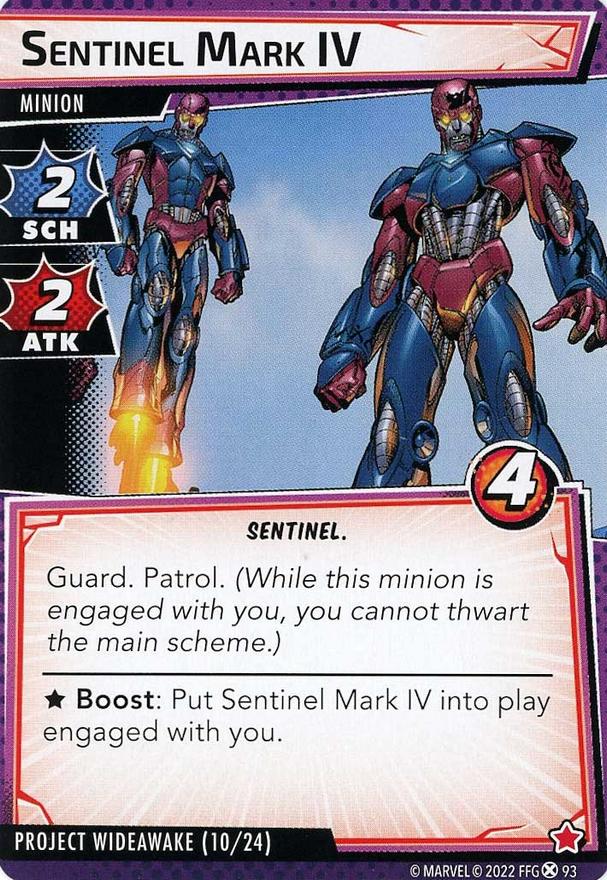 SENTINEL MARK IV
MINION
2
SCH
2
ATK
4
SENTINEL.
Guard. Patrol. (While this minion is
engaged with you, you cannot thwart
the main scheme.)
★ Boost: Put Sentinel Mark IV into play
engaged with you.
PROJECT WIDEAWAKE (10/24)
© MARVEL © 2022 FFG 93